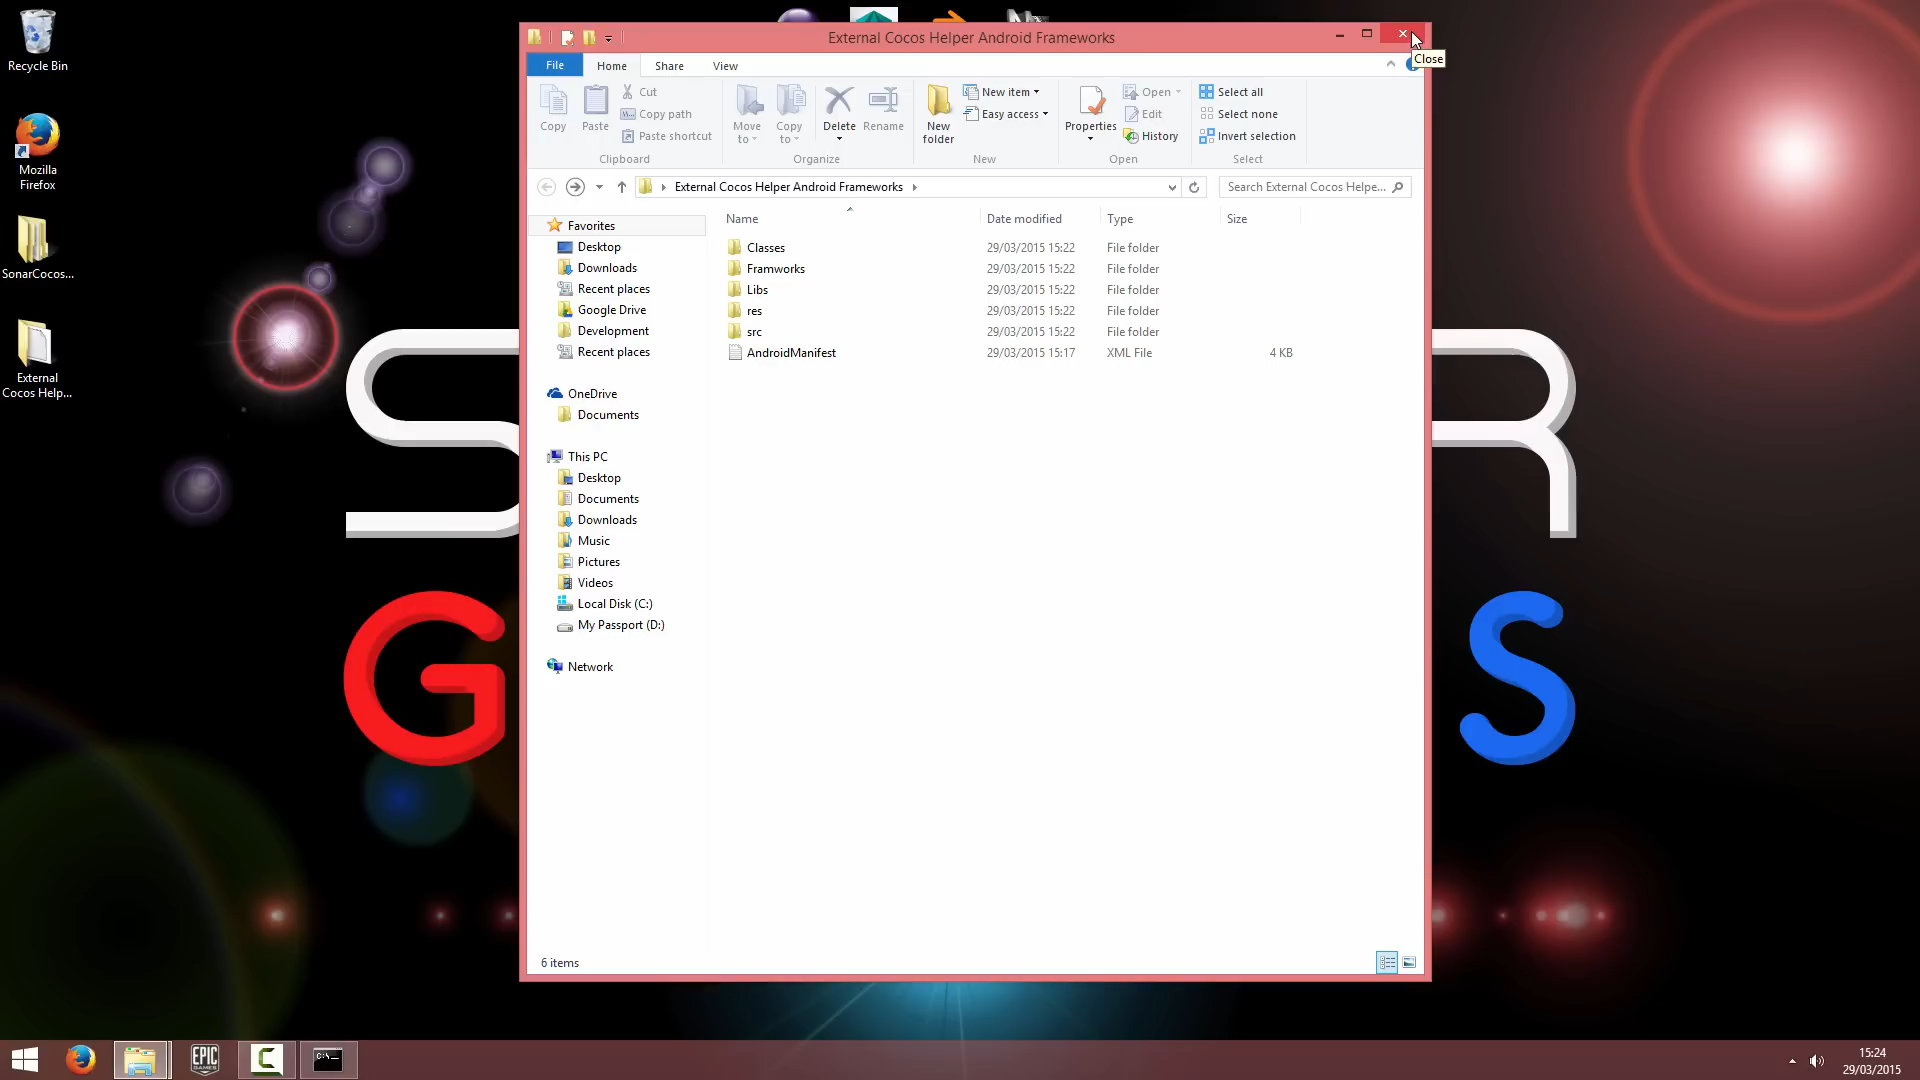 Recycle Bin
Mozilla
Firefox
SonarCocos...
External
Cocos Help...
External Cocos Helper Android Frameworks
Close
File
Home
Share
View
Copy
Paste
Cut
Copy path
Paste shortcut
Clipboard
Move
to
Copy
to
Delete
Rename
Organize
New
folder
New item
Easy access
New
Properties
Open
Edit
History
Open
Select all
Select none
Invert selection
Select
External Cocos Helper Android Frameworks
Search External Cocos Helpe...
Favorites
Desktop
Downloads
Recent places
Google Drive
Development
Recent places
OneDrive
Documents
This PC
Desktop
Documents
Downloads
Music
Pictures
Videos
Local Disk (C:)
My Passport (D:)
Network
Name Date modified Type Size
Classes 29/03/2015 15:22 File folder
Framworks 29/03/2015 15:22 File folder
Libs 29/03/2015 15:22 File folder
res 29/03/2015 15:22 File folder
src 29/03/2015 15:22 File folder
AndroidManifest 29/03/2015 15:17 XML File 4 KB
6 items
S R
G S
EPIC
GAMES
C:\.
15:24
29/03/2015